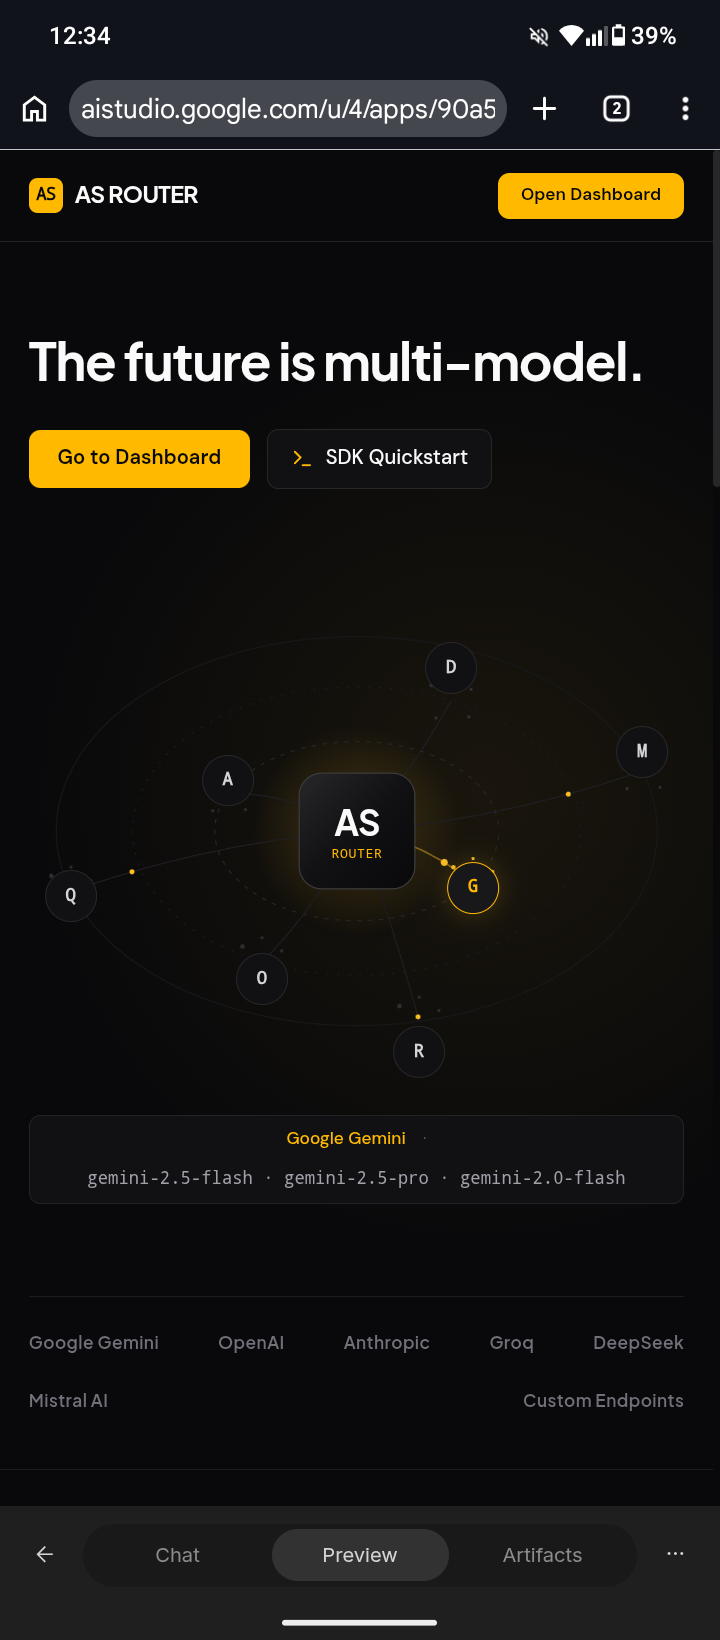 12:34
39%
aistudio.google.com/u/4/apps/90a5
2
AS
AS ROUTER
Open Dashboard
The future is multi-model.
Go to Dashboard
>_ SDK Quickstart
D
M
A
AS
ROUTER
G
Q
O
R
Google Gemini ·
gemini-2.5-flash · gemini-2.5-pro · gemini-2.0-flash
Google Gemini OpenAI Anthropic Groq DeepSeek
Mistral AI Custom Endpoints
Chat Preview Artifacts